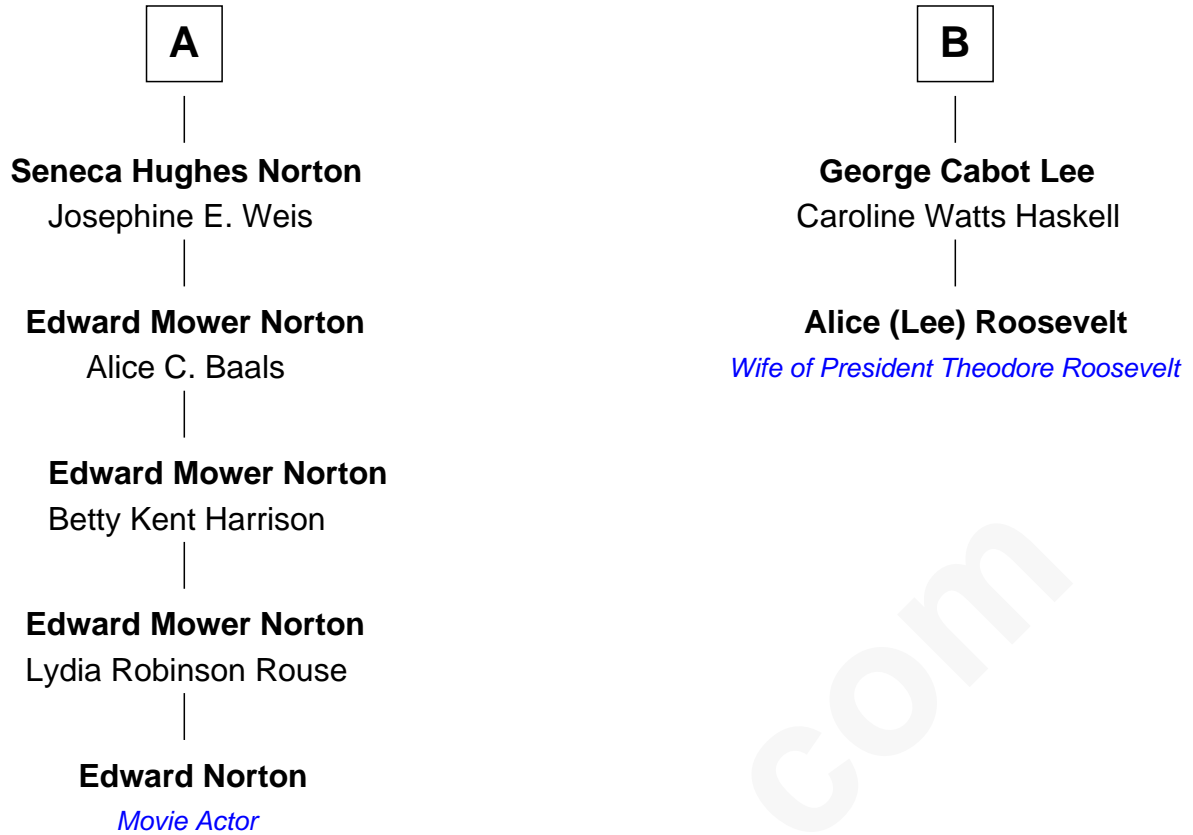 A
Seneca Hughes Norton
Josephine E. Weis
Edward Mower Norton
Alice C. Baals
Edward Mower Norton
Betty Kent Harrison
Edward Mower Norton
Lydia Robinson Rouse
Edward Norton
Movie Actor
B
George Cabot Lee
Caroline Watts Haskell
Alice (Lee) Roosevelt
Wife of President Theodore Roosevelt
com